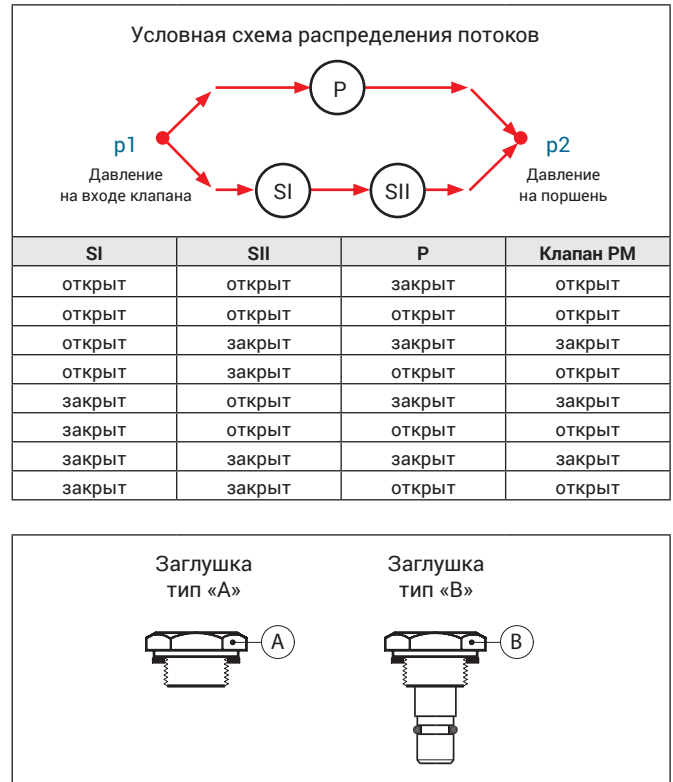 Условная схема распределения потоков
P
p1
p2
Давление
на входе клапана
Давление
на поршень
SI
SII
SI SII P Клапан PM
открыт открыт закрыт открыт
открыт открыт открыт открыт
открыт закрыт закрыт закрыт
открыт закрыт открыт открыт
закрыт открыт закрыт закрыт
закрыт открыт открыт открыт
закрыт закрыт закрыт закрыт
закрыт закрыт открыт открыт
Заглушка
тип «A»
Заглушка
тип «B»
A
B